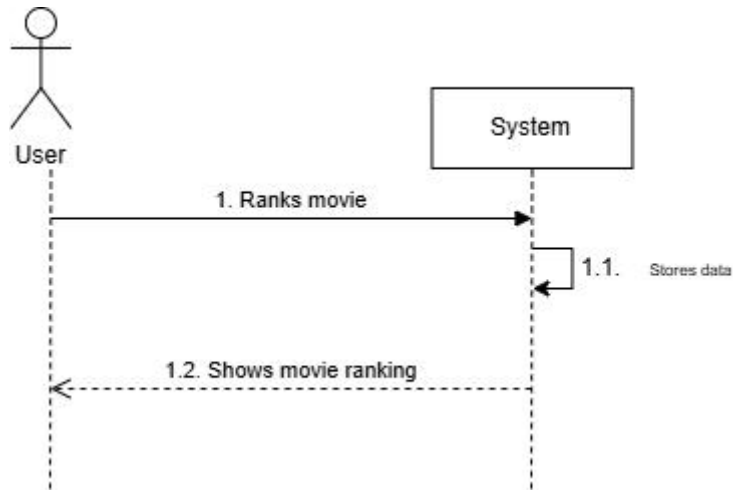 User
System
1. Ranks movie
1.1. Stores data
1.2. Shows movie ranking